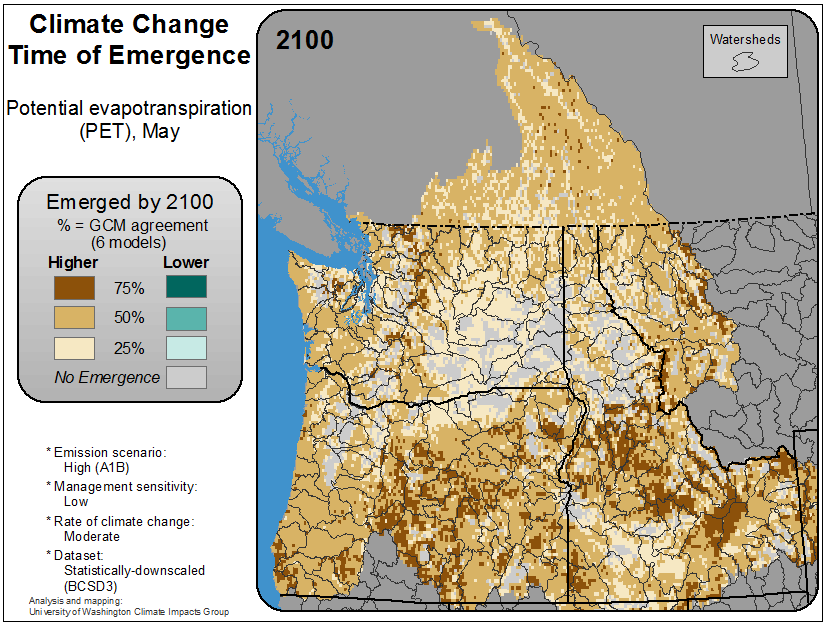 Climate Change
Time of Emergence
Potential evapotranspiration
(PET), May
Emerged by 2100
% = GCM agreement
(6 models)
Higher Lower
75%
50%
25%
No Emergence
* Emission scenario:
High (A1B)
* Management sensitivity:
Low
* Rate of climate change:
Moderate
* Dataset:
Statistically-downscaled
(BCSD3)
Analysis and mapping:
University of Washington Climate Impacts Group
2100
Watersheds